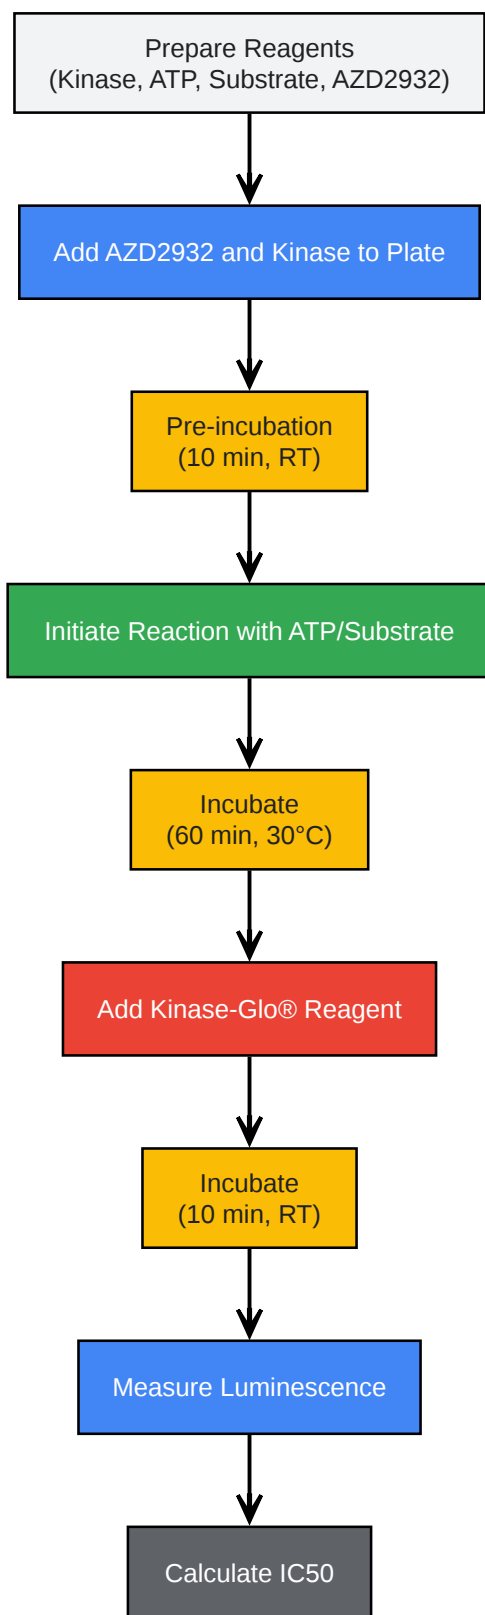 Prepare Reagents
(Kinase, ATP, Substrate, AZD2932)
Add AZD2932 and Kinase to Plate
Pre-incubation
(10 min, RT)
Initiate Reaction with ATP/Substrate
Incubate
(60 min, 30°C)
Add Kinase-Glo® Reagent
Incubate
(10 min, RT)
Measure Luminescence
Calculate IC50